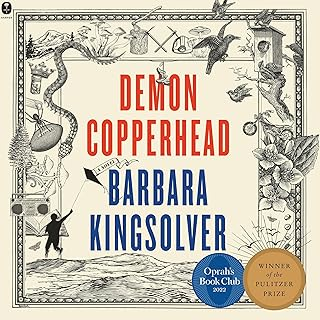 DEMON
COPPERHEAD
A NOVEL
BARBARA
KINGSOLVER
Oprah's
Book Club
2022
WINNER
of the
PULITZER
PRIZE